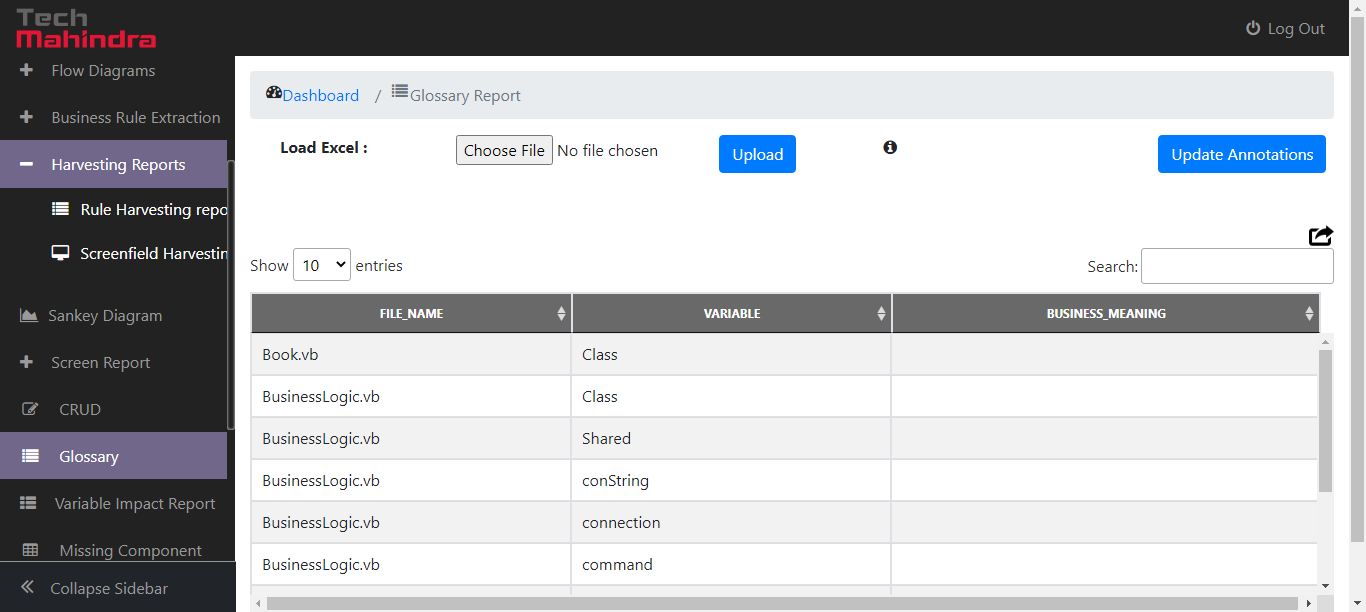 Tech
Mahindra
Log Out
Flow Diagrams
Business Rule Extraction
Harvesting Reports
Rule Harvesting repo
Screenfield Harvestin
Sankey Diagram
Screen Report
CRUD
Glossary
Variable Impact Report
Missing Component
Collapse Sidebar
Dashboard / Glossary Report
Load Excel : Choose File No file chosen Upload Update Annotations
Show 10 entries Search:
FILE_NAME VARIABLE BUSINESS_MEANING
Book.vb Class
BusinessLogic.vb Class
BusinessLogic.vb Shared
BusinessLogic.vb conString
BusinessLogic.vb connection
BusinessLogic.vb command